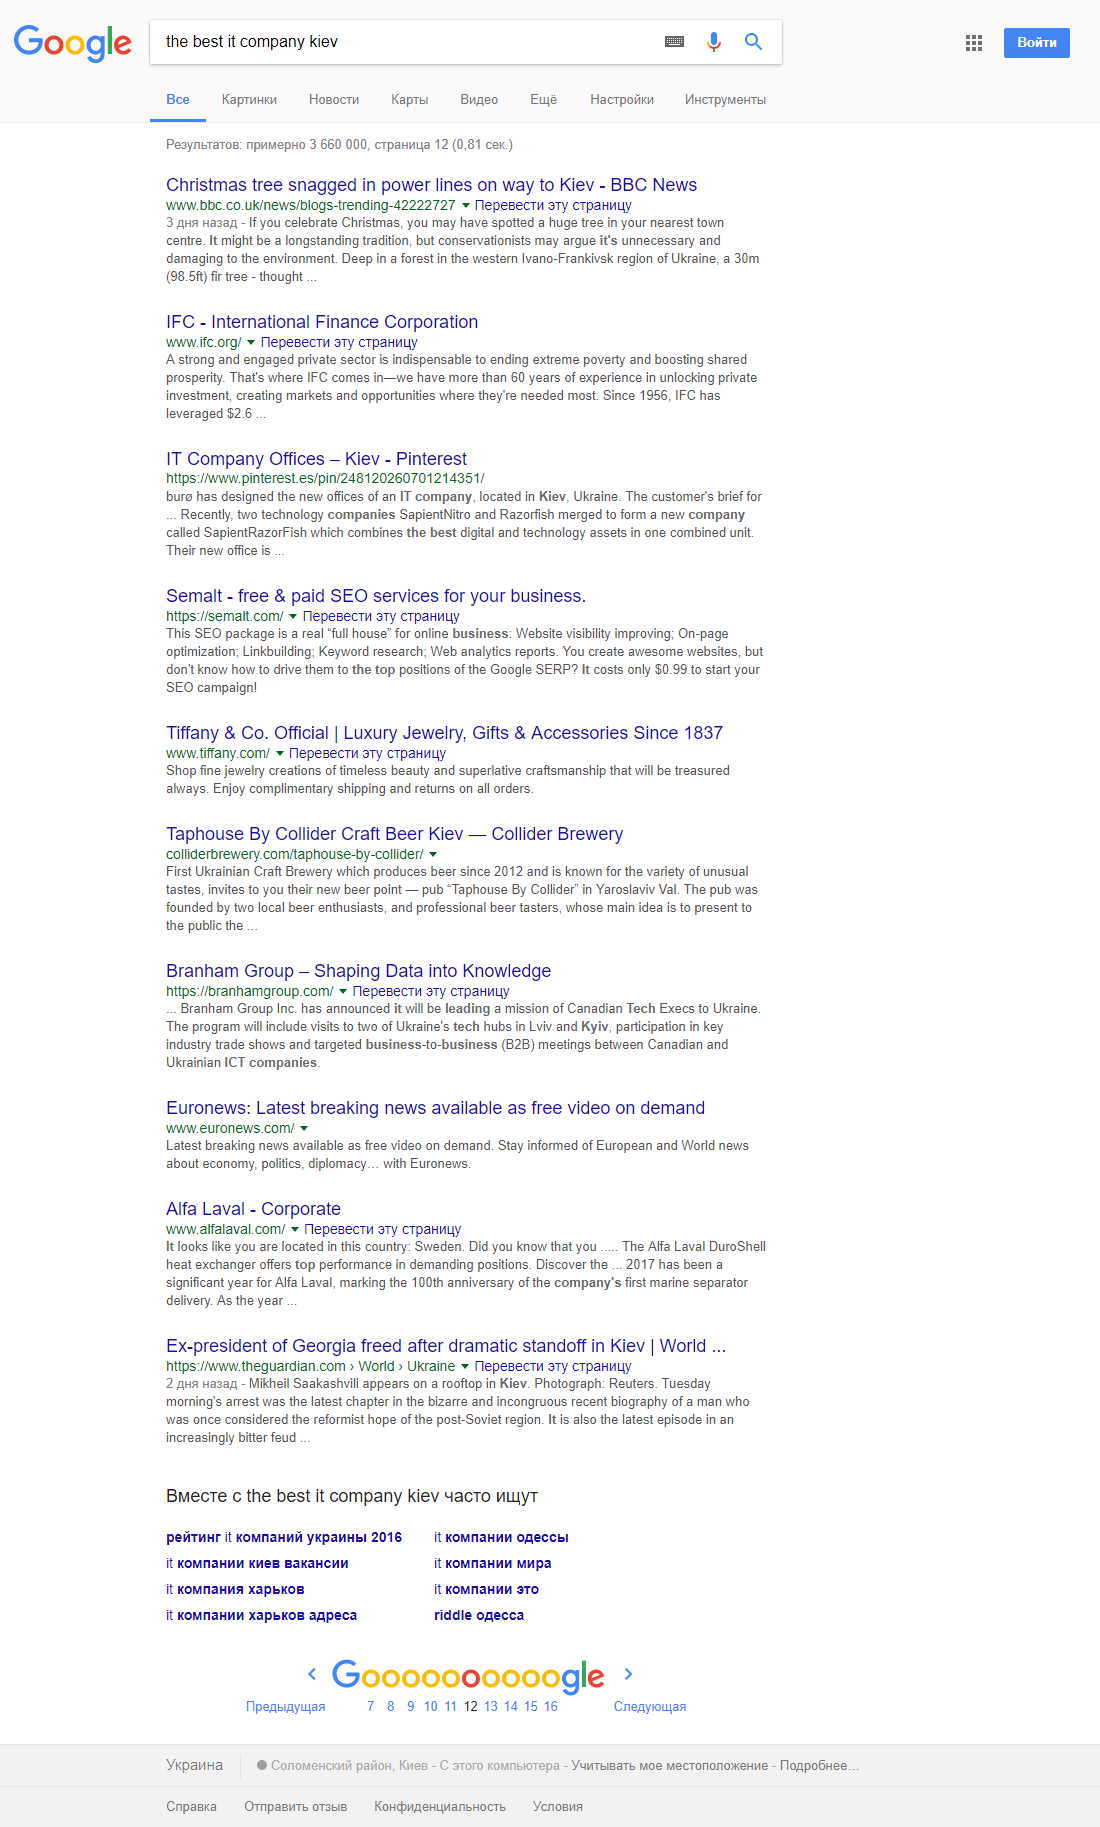 Google
the best it company kiev
Войти
Все Картинки Новости Карты Видео Ещё Настройки Инструменты
Результатов: примерно 3 660 000, страница 12 (0,81 сек.)
Christmas tree snagged in power lines on way to Kiev - BBC News
www.bbc.co.uk/news/blogs-trending-42222727 Перевести эту страницу
3 дня назад - If you celebrate Christmas, you may have spotted a huge tree in your nearest town
centre. It might be a longstanding tradition, but conservationists may argue it's unnecessary and
damaging to the environment. Deep in a forest in the western Ivano-Frankivsk region of Ukraine, a 30m
(98.5ft) fir tree - thought ...
IFC - International Finance Corporation
www.ifc.org/ Перевести эту страницу
A strong and engaged private sector is indispensable to ending extreme poverty and boosting shared
prosperity. That's where IFC comes in—we have more than 60 years of experience in unlocking private
investment, creating markets and opportunities where they're needed most. Since 1956, IFC has
leveraged $2.6 ...
IT Company Offices – Kiev - Pinterest
https://www.pinterest.es/pin/248120260701214351/
burø has designed the new offices of an IT company, located in Kiev, Ukraine. The customer's brief for
... Recently, two technology companies SapientNitro and Razorfish merged to form a new company
called SapientRazorFish which combines the best digital and technology assets in one combined unit.
Their new office is ...
Semalt - free & paid SEO services for your business.
https://semalt.com/ Перевести эту страницу
This SEO package is a real “full house” for online business: Website visibility improving; On-page
optimization; Linkbuilding; Keyword research; Web analytics reports. You create awesome websites, but
don't know how to drive them to the top positions of the Google SERP? It costs only $0.99 to start your
SEO campaign!
Tiffany & Co. Official | Luxury Jewelry, Gifts & Accessories Since 1837
www.tiffany.com/ Перевести эту страницу
Shop fine jewelry creations of timeless beauty and superlative craftsmanship that will be treasured
always. Enjoy complimentary shipping and returns on all orders.
Taphouse By Collider Craft Beer Kiev — Collider Brewery
colliderbrewery.com/taphouse-by-collider/
First Ukrainian Craft Brewery which produces beer since 2012 and is known for the variety of unusual
tastes, invites to you their new beer point — pub “Taphouse By Collider” in Yaroslaviv Val. The pub was
founded by two local beer enthusiasts, and professional beer tasters, whose main idea is to present to
the public the ...
Branham Group – Shaping Data into Knowledge
https://branhamgroup.com/ Перевести эту страницу
... Branham Group Inc. has announced it will be leading a mission of Canadian Tech Execs to Ukraine.
The program will include visits to two of Ukraine's tech hubs in Lviv and Kyiv, participation in key
industry trade shows and targeted business-to-business (B2B) meetings between Canadian and
Ukrainian ICT companies.
Euronews: Latest breaking news available as free video on demand
www.euronews.com/
Latest breaking news available as free video on demand. Stay informed of European and World news
about economy, politics, diplomacy… with Euronews.
Alfa Laval - Corporate
www.alfalaval.com/ Перевести эту страницу
It looks like you are located in this country: Sweden. Did you know that you ..... The Alfa Laval DuroShell
heat exchanger offers top performance in demanding positions. Discover the ... 2017 has been a
significant year for Alfa Laval, marking the 100th anniversary of the company's first marine separator
delivery. As the year ...
Ex-president of Georgia freed after dramatic standoff in Kiev | World ...
https://www.theguardian.com › World › Ukraine Перевести эту страницу
2 дня назад - Mikheil Saakashvili appears on a rooftop in Kiev. Photograph: Reuters. Tuesday
morning's arrest was the latest chapter in the bizarre and incongruous recent biography of a man who
was once considered the reformist hope of the post-Soviet region. It is also the latest episode in an
increasingly bitter feud ...
Вместе с the best it company kiev часто ищут
рейтинг it компаний украины 2016 it компании одессы
it компании киев вакансии it компании мира
it компания харьков it компании это
it компании харьков адреса riddle одесса
Goooooooooogle
Предыдущая 7 8 9 10 11 12 13 14 15 16 Следующая
Украина Соломенский район, Киев - С этого компьютера - Учитывать мое местоположение - Подробнее…
Справка Отправить отзыв Конфиденциальность Условия